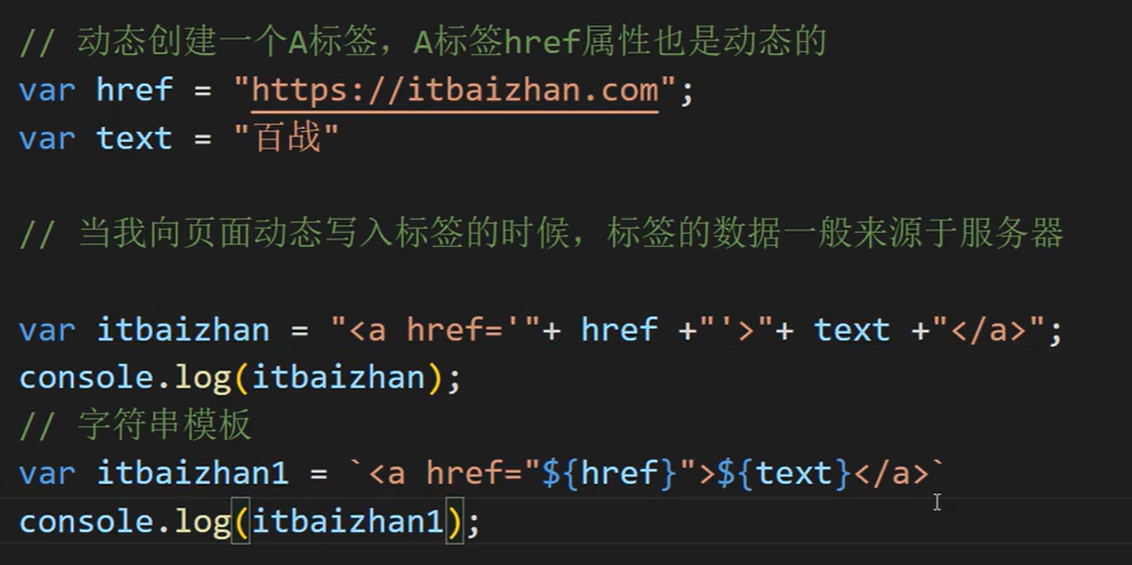 // 动态创建一个A标签，A标签href属性也是动态的
var href = "https://itbaizhan.com";
var text = "百战"
// 当我向页面动态写入标签的时候，标签的数据一般来源于服务器
var itbaizhan = "<a href='"+ href +"'>"+ text +"</a>";
console.log(itbaizhan);
// 字符串模板
var itbaizhan1 = `<a href="${href}">${text}</a>`
console.log(itbaizhan1);